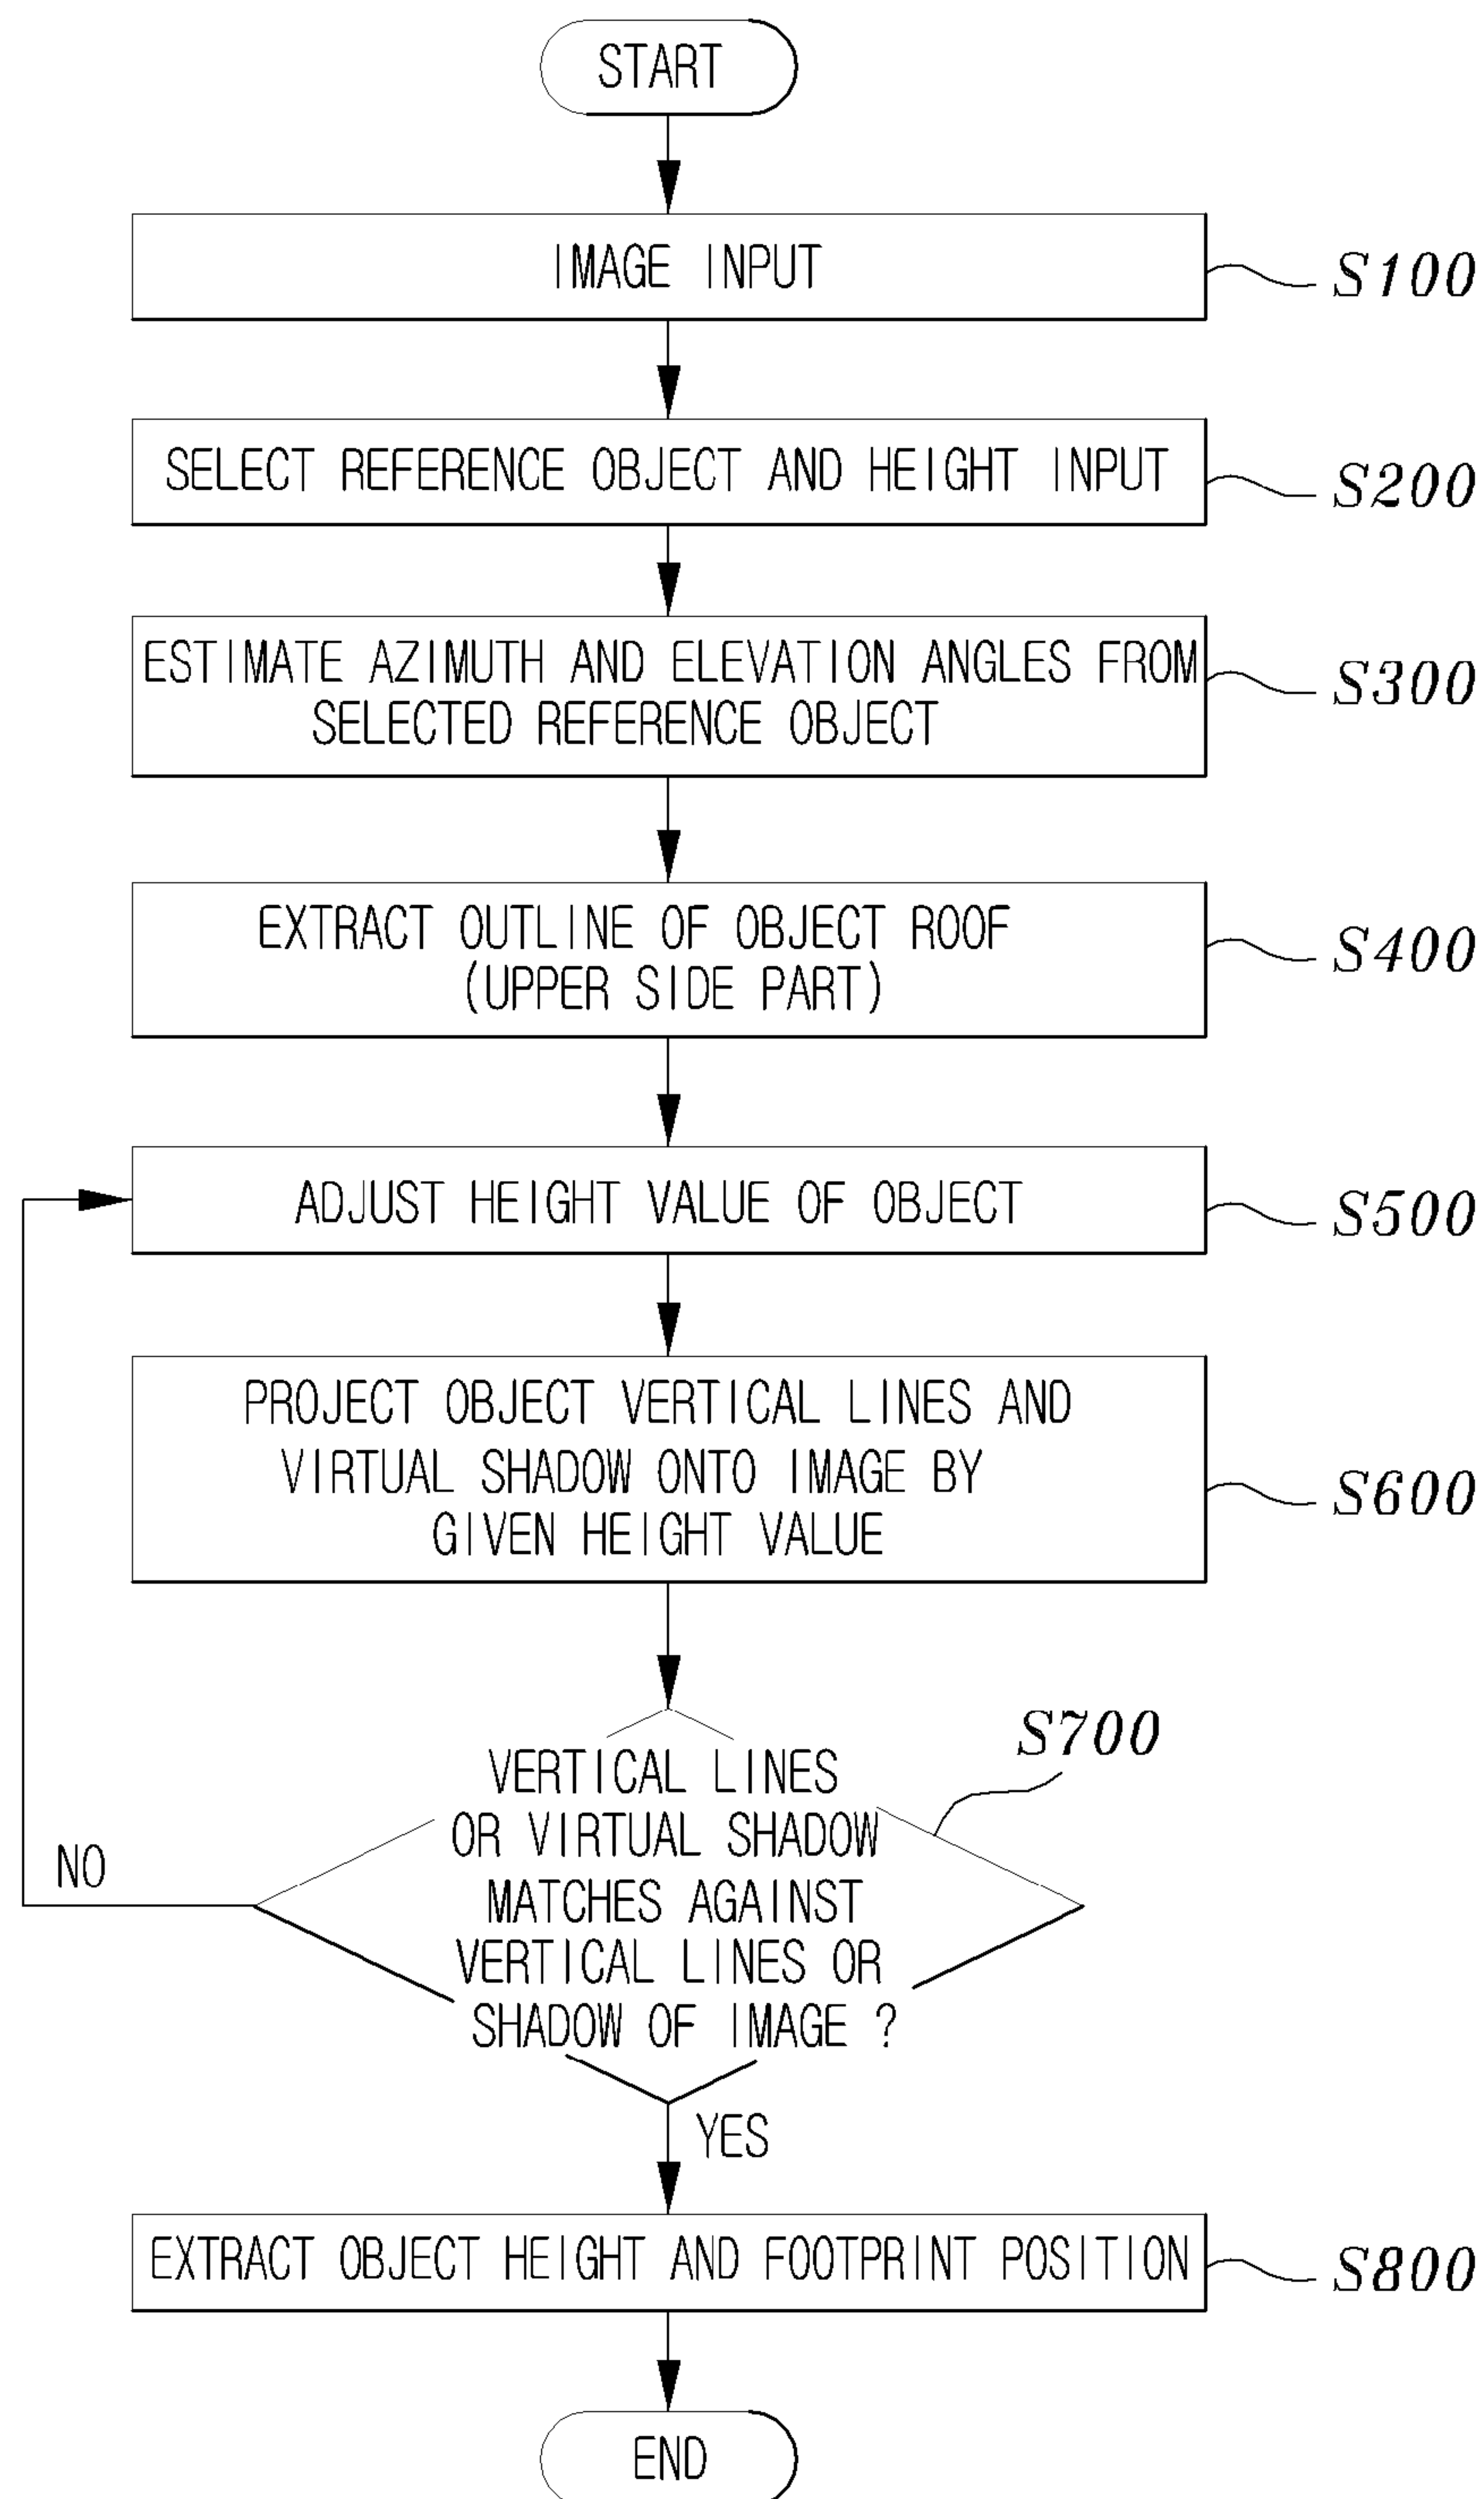 START
IMAGE INPUT
S100
SELECT REFERENCE OBJECT AND HEIGHT INPUT
S200
ESTIMATE AZIMUTH AND ELEVATION ANGLES FROM
SELECTED REFERENCE OBJECT
S300
EXTRACT OUTLINE OF OBJECT ROOF
(UPPER SIDE PART)
S400
ADJUST HEIGHT VALUE OF OBJECT
S500
PROJECT OBJECT VERTICAL LINES AND
VIRTUAL SHADOW ONTO IMAGE BY
GIVEN HEIGHT VALUE
S600
S700
VERTICAL LINES
OR VIRTUAL SHADOW
MATCHES AGAINST
VERTICAL LINES OR
SHADOW OF IMAGE ?
NO
YES
EXTRACT OBJECT HEIGHT AND FOOTPRINT POSITION
S800
END